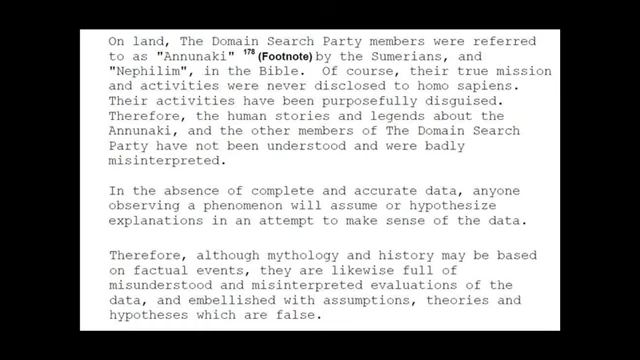 On land, The Domain Search Party members were referred
to as "Annunaki" 178 (Footnote) by the Sumerians, and
"Nephilim", in the Bible. Of course, their true mission
and activities were never disclosed to homo sapiens.
Their activities have been purposefully disguised.
Therefore, the human stories and legends about the
Annunaki, and the other members of The Domain Search
Party have not been understood and were badly
misinterpreted.
In the absence of complete and accurate data, anyone
observing a phenomenon will assume or hypothesize
explanations in an attempt to make sense of the data.
Therefore, although mythology and history may be based
on factual events, they are likewise full of
misunderstood and misinterpreted evaluations of the
data, and embellished with assumptions, theories and
hypotheses which are false.